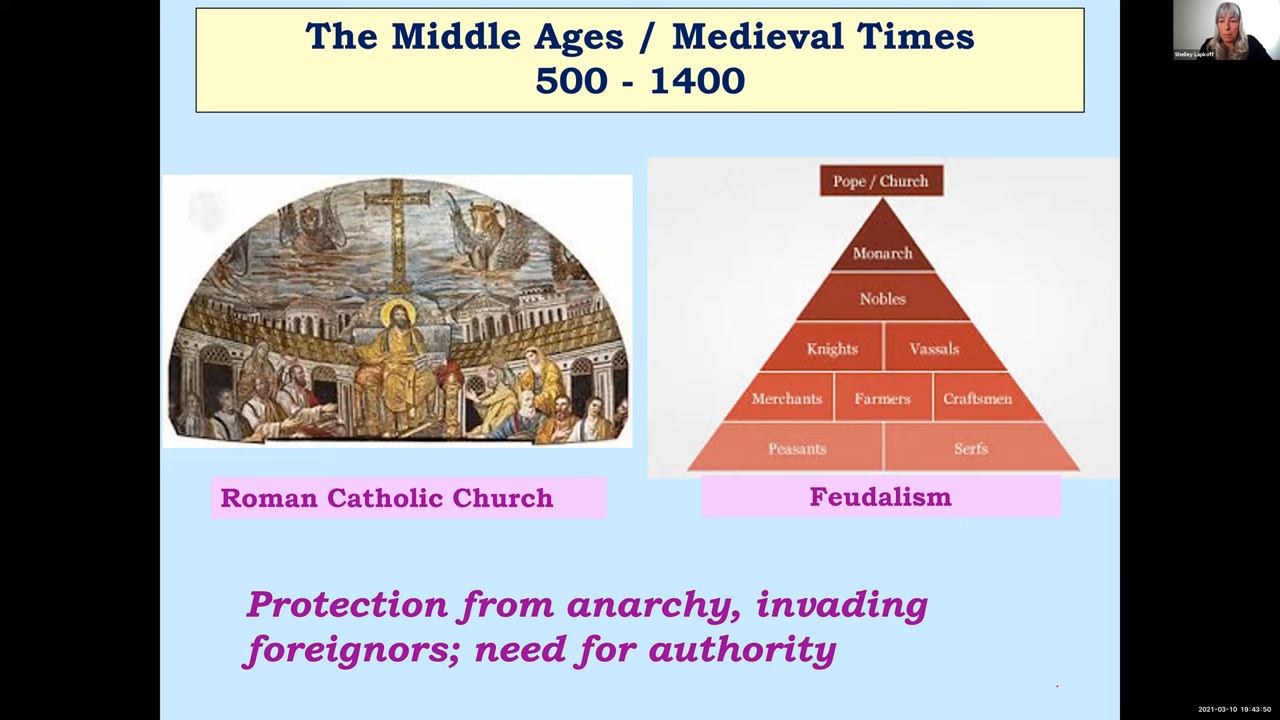 The Middle Ages / Medieval Times
500 - 1400
Shelley Lapkoff
Pope / Church
Monarch
Nobles
Knights Vassals
Merchants Farmers Craftsmen
Peasants Serfs
Roman Catholic Church
Feudalism
Protection from anarchy, invading
foreignors; need for authority
2021-03-10 19:43:50